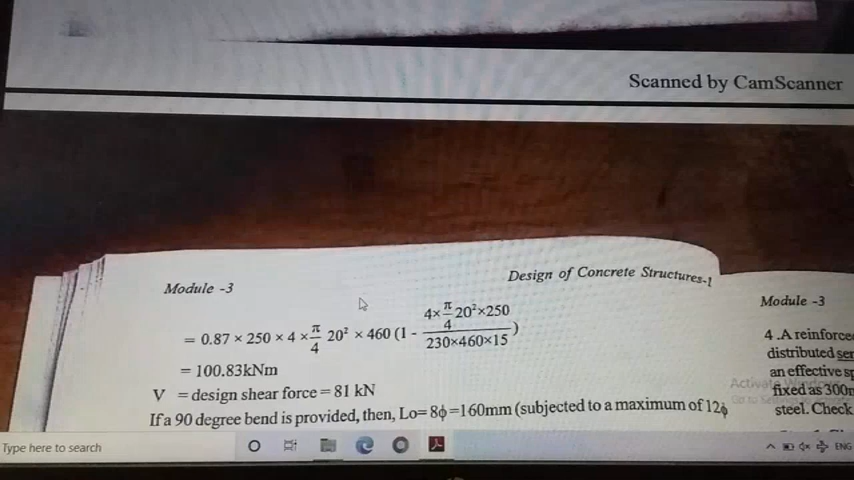 Scanned by CamScanner
Module -3
Design of Concrete Structures-1
= 0.87 × 250 × 4 × π/4 20² × 460 (1 - (4×π/4 20²×250)/(230×460×15))
= 100.83kNm
V = design shear force = 81 kN
If a 90 degree bend is provided, then, Lo= 8ϕ =160mm (subjected to a maximum of 12ϕ
Module -3
4 .A reinforce
distributed ser
an effective sp
fixed as 300m
steel. Check
Type here to search
ENG